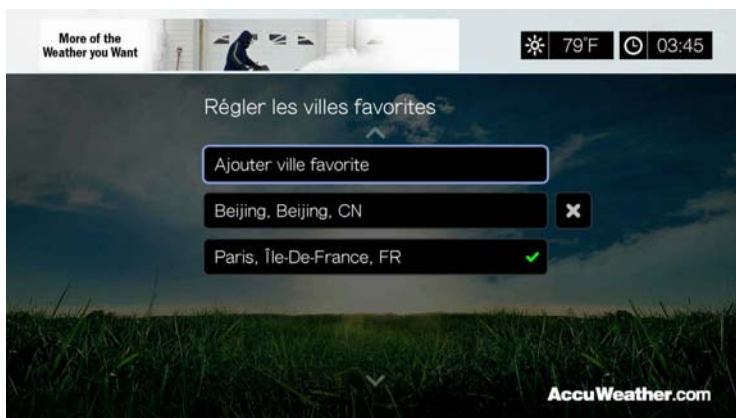 More of the
Weather you Want
79°F
03:45
Régler les villes favorites
Ajouter ville favorite
Beijing, Beijing, CN
Paris, Île-De-France, FR
AccuWeather.com